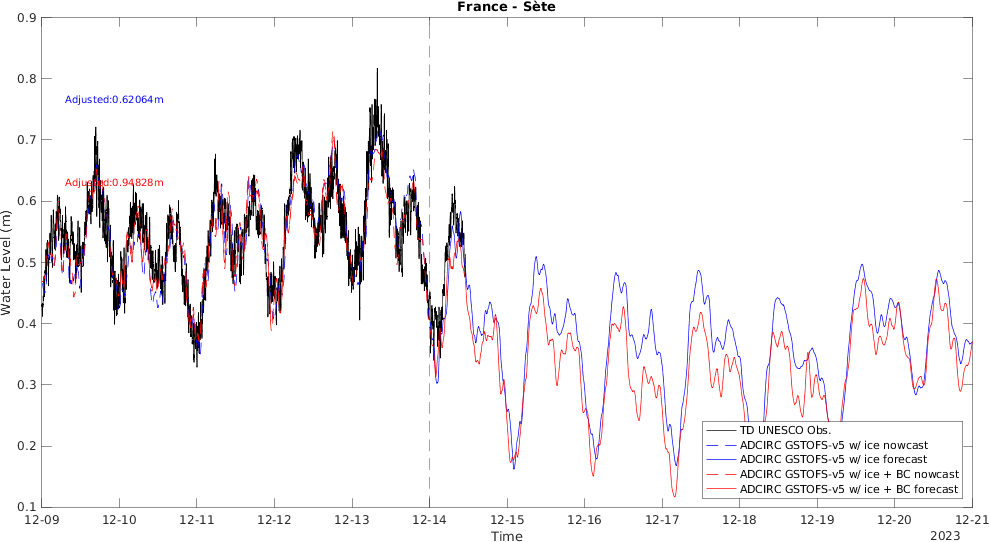 France - Sète
0.9
0.8
0.7
0.6
0.5
0.4
0.3
0.2
0.1
Water Level (m)
Adjusted:0.62064m
Adjusted:0.94828m
TD UNESCO Obs.
ADCIRC GSTOFS-v5 w/ ice nowcast
ADCIRC GSTOFS-v5 w/ ice forecast
ADCIRC GSTOFS-v5 w/ ice + BC nowcast
ADCIRC GSTOFS-v5 w/ ice + BC forecast
12-09 12-10 12-11 12-12 12-13 12-14 12-15 12-16 12-17 12-18 12-19 12-20 12-21
Time
2023